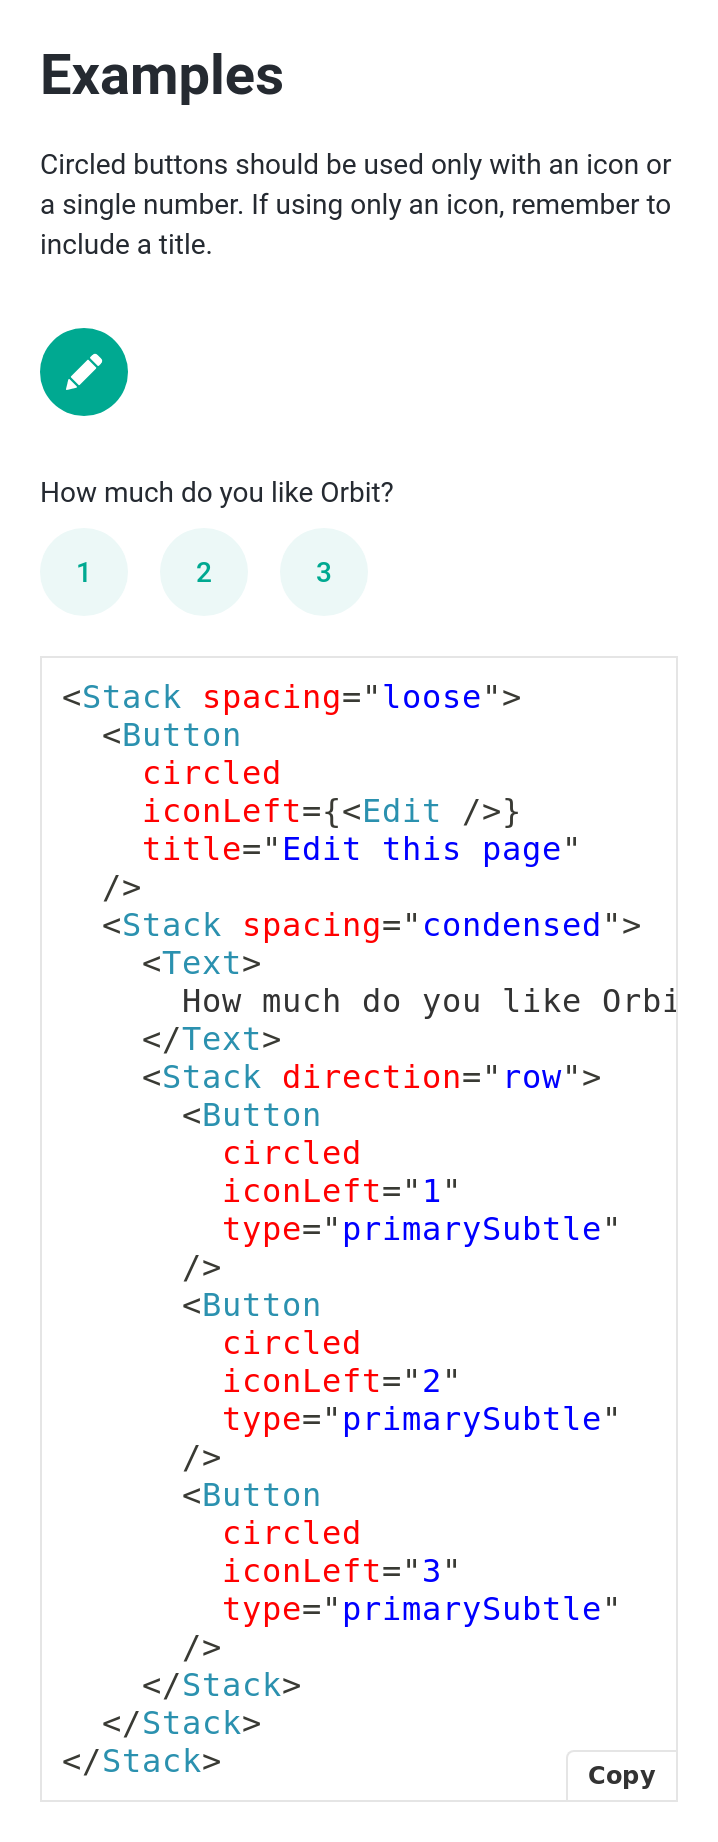 Examples
Circled buttons should be used only with an icon or
a single number. If using only an icon, remember to
include a title.
How much do you like Orbit?
1 2 3
<Stack spacing="loose">
  <Button
    circled
    iconLeft={<Edit />}
    title="Edit this page"
  />
  <Stack spacing="condensed">
    <Text>
      How much do you like Orbi
    </Text>
    <Stack direction="row">
      <Button
        circled
        iconLeft="1"
        type="primarySubtle"
      />
      <Button
        circled
        iconLeft="2"
        type="primarySubtle"
      />
      <Button
        circled
        iconLeft="3"
        type="primarySubtle"
      />
    </Stack>
  </Stack>
</Stack>
Copy